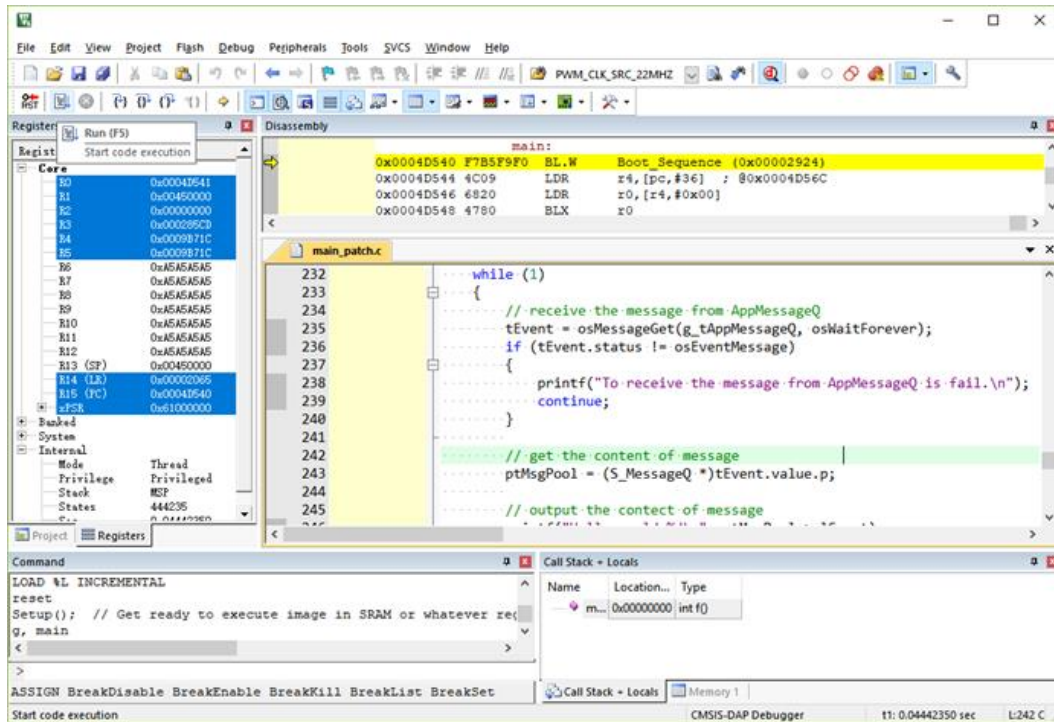 File Edit View Project Flash Debug Peripherals Tools SVCS Window Help
PWM_CLK_SRC_22MHZ
Registers
Run (F5)
Start code execution
Regist
Core
R0 0x0004D541
R1 0x00450000
R2 0x00000000
R3 0x000285CD
R4 0x0009B71C
R5 0x0009B71C
R6 0xA5A5A5A5
R7 0xA5A5A5A5
R8 0xA5A5A5A5
R9 0xA5A5A5A5
R10 0xA5A5A5A5
R11 0xA5A5A5A5
R12 0xA5A5A5A5
R13 (SP) 0x00450000
R14 (LR) 0x00002065
R15 (PC) 0x0004D540
xPSR 0x61000000
Banked
System
Internal
Mode Thread
Privilege Privileged
Stack MSP
States 444235
Project Registers
Disassembly
main:
0x0004D540 F7B5F9F0 BL.W Boot_Sequence (0x00002924)
0x0004D544 4C09 LDR r4,[pc,#36] ; @0x0004D56C
0x0004D546 6820 LDR r0,[r4,#0x00]
0x0004D548 4780 BLX r0
main_patch.c
232 while (1)
233 {
234 // receive the message from AppMessageQ
235 tEvent = osMessageGet(g_tAppMessageQ, osWaitForever);
236 if (tEvent.status != osEventMessage)
237 {
238 printf("To receive the message from AppMessageQ is fail.\n");
239 continue;
240 }
241
242 // get the content of message
243 ptMsgPool = (S_MessageQ *)tEvent.value.p;
244
245 // output the contect of message
Command
LOAD %L INCREMENTAL
reset
Setup(); // Get ready to execute image in SRAM or whatever re
g, main
>
ASSIGN BreakDisable BreakEnable BreakKill BreakList BreakSet
Call Stack + Locals
Name Location... Type
m... 0x00000000 int f()
Call Stack + Locals Memory 1
Start code execution CMSIS-DAP Debugger t1: 0.04442350 sec L:242 C